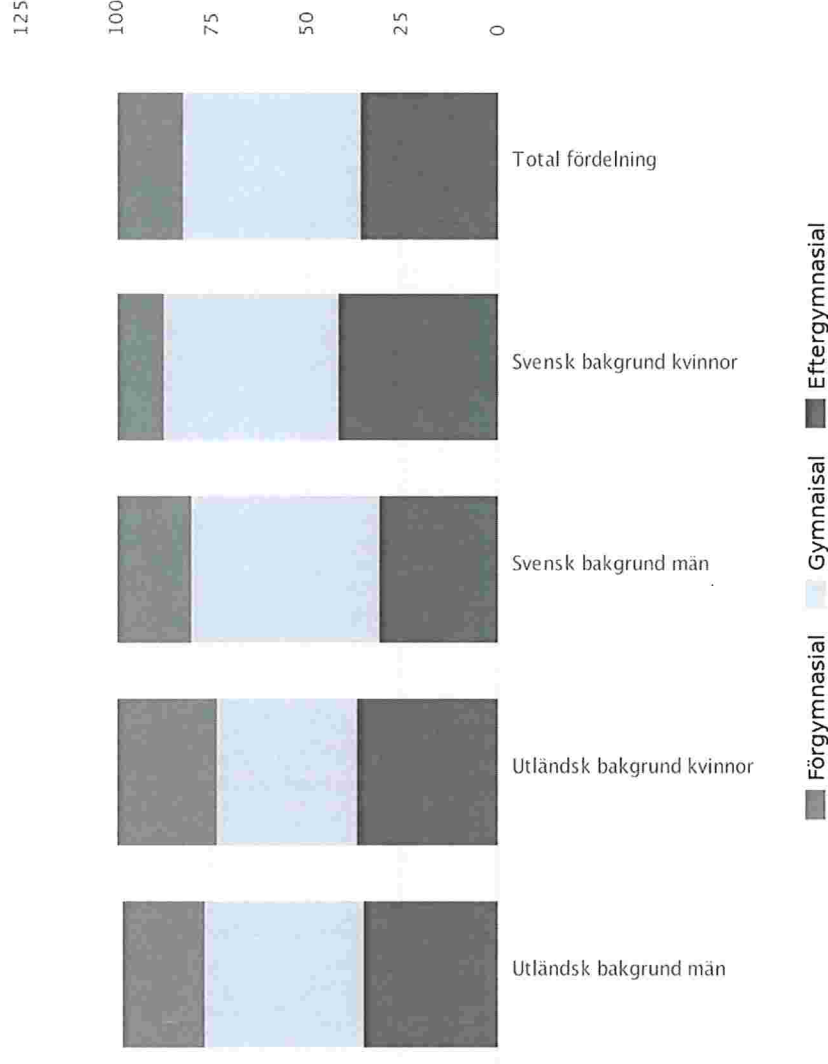 125
100
75
50
25
0
Total fördelning
Svensk bakgrund kvinnor
Svensk bakgrund män
Utländsk bakgrund kvinnor
Utländsk bakgrund män
Förgymnasial
Gymnaisal
Eftergymnasial